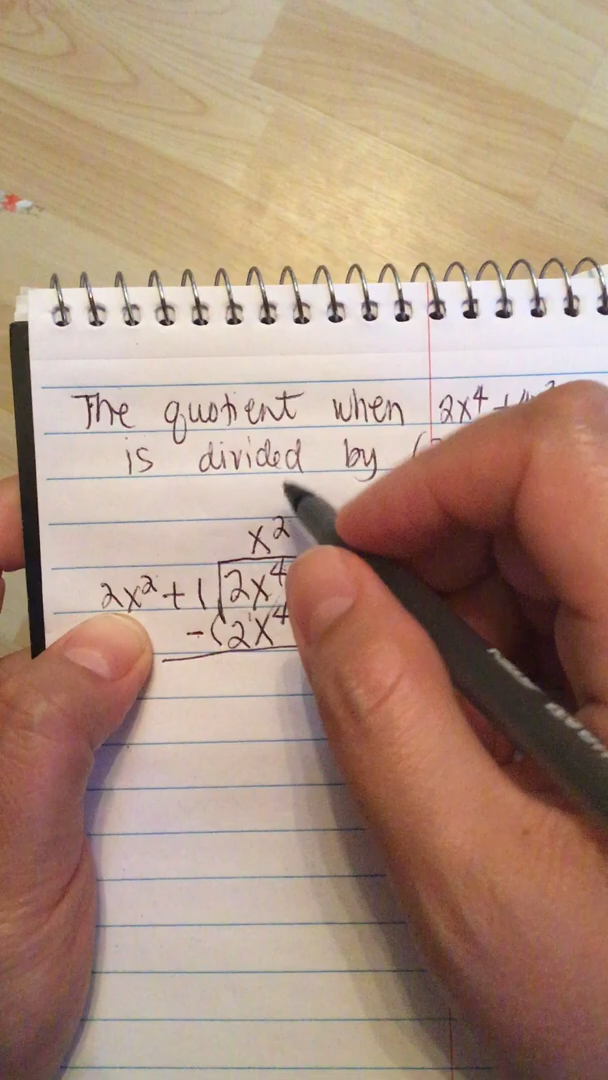 The quotient when 2x⁴ +
is divided by (
x²
2x²+1 2x⁴
-(2x⁴